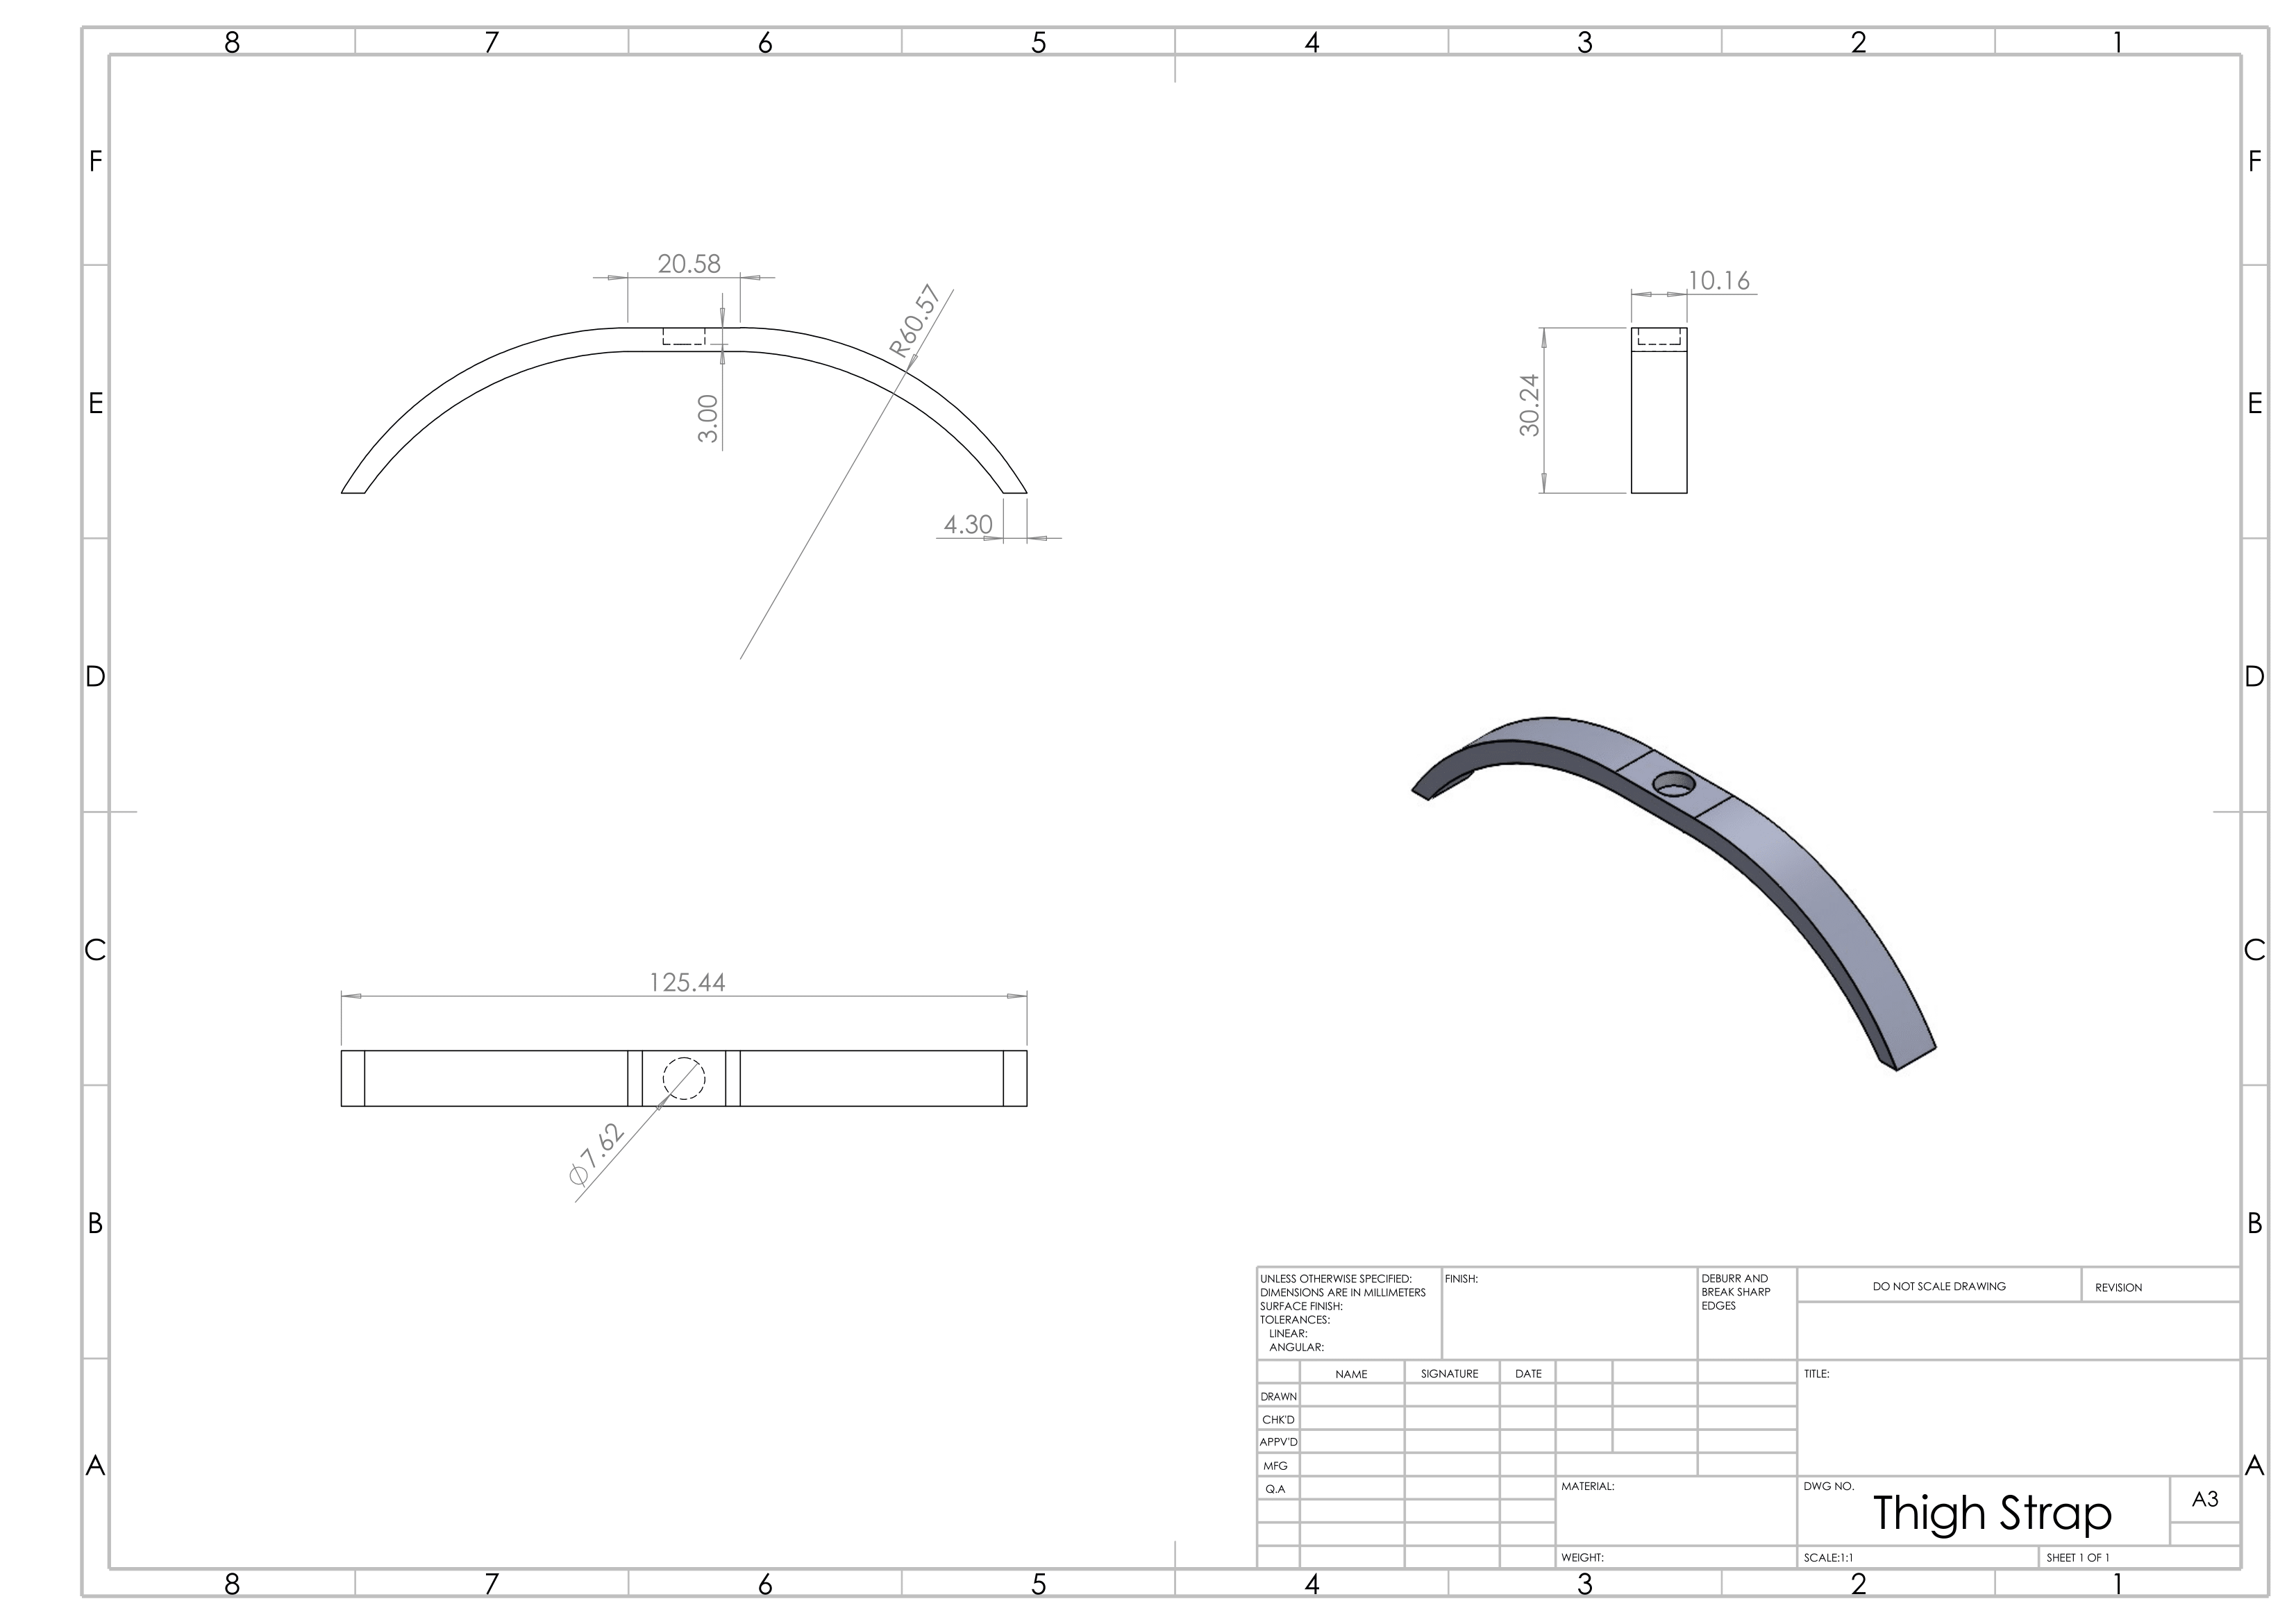 8 7 6 5 4 3 2 1
F F
20.58
10.16
R60.57
30.24
3.00
E E
4.30
D D
C C
125.44
⌀7.62
B B
UNLESS OTHERWISE SPECIFIED:
DIMENSIONS ARE IN MILLIMETERS
SURFACE FINISH:
TOLERANCES:
LINEAR:
ANGULAR:
FINISH:
DEBURR AND
BREAK SHARP
EDGES
DO NOT SCALE DRAWING
REVISION
NAME SIGNATURE DATE
DRAWN
CHK'D
APPV'D
MFG
Q.A
TITLE:
MATERIAL:
DWG NO.
Thigh Strap
A3
WEIGHT:
SCALE:1:1
SHEET 1 OF 1
A A
8 7 6 5 4 3 2 1